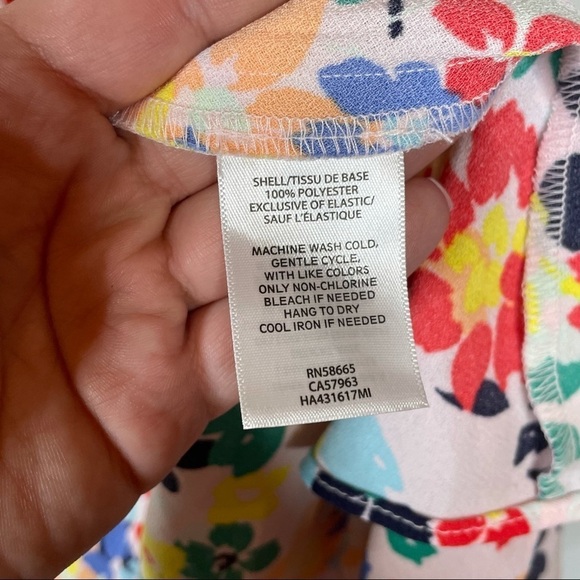 SHELL/TISSU DE BASE
100% POLYESTER
EXCLUSIVE OF ELASTIC/
SAUF L'ÉLASTIQUE
MACHINE WASH COLD,
GENTLE CYCLE,
WITH LIKE COLORS
ONLY NON-CHLORINE
BLEACH IF NEEDED
HANG TO DRY
COOL IRON IF NEEDED
RN58665
CA57963
HA431617MI